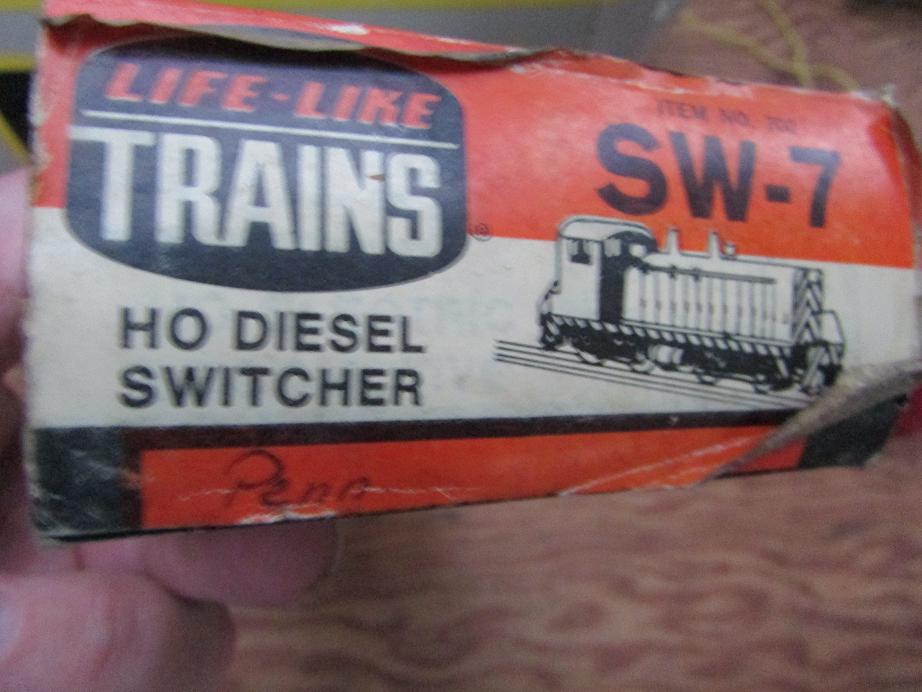 LIFE-LIKE
TRAINS
®
ITEM NO.
SW-7
HO DIESEL
SWITCHER
Penn